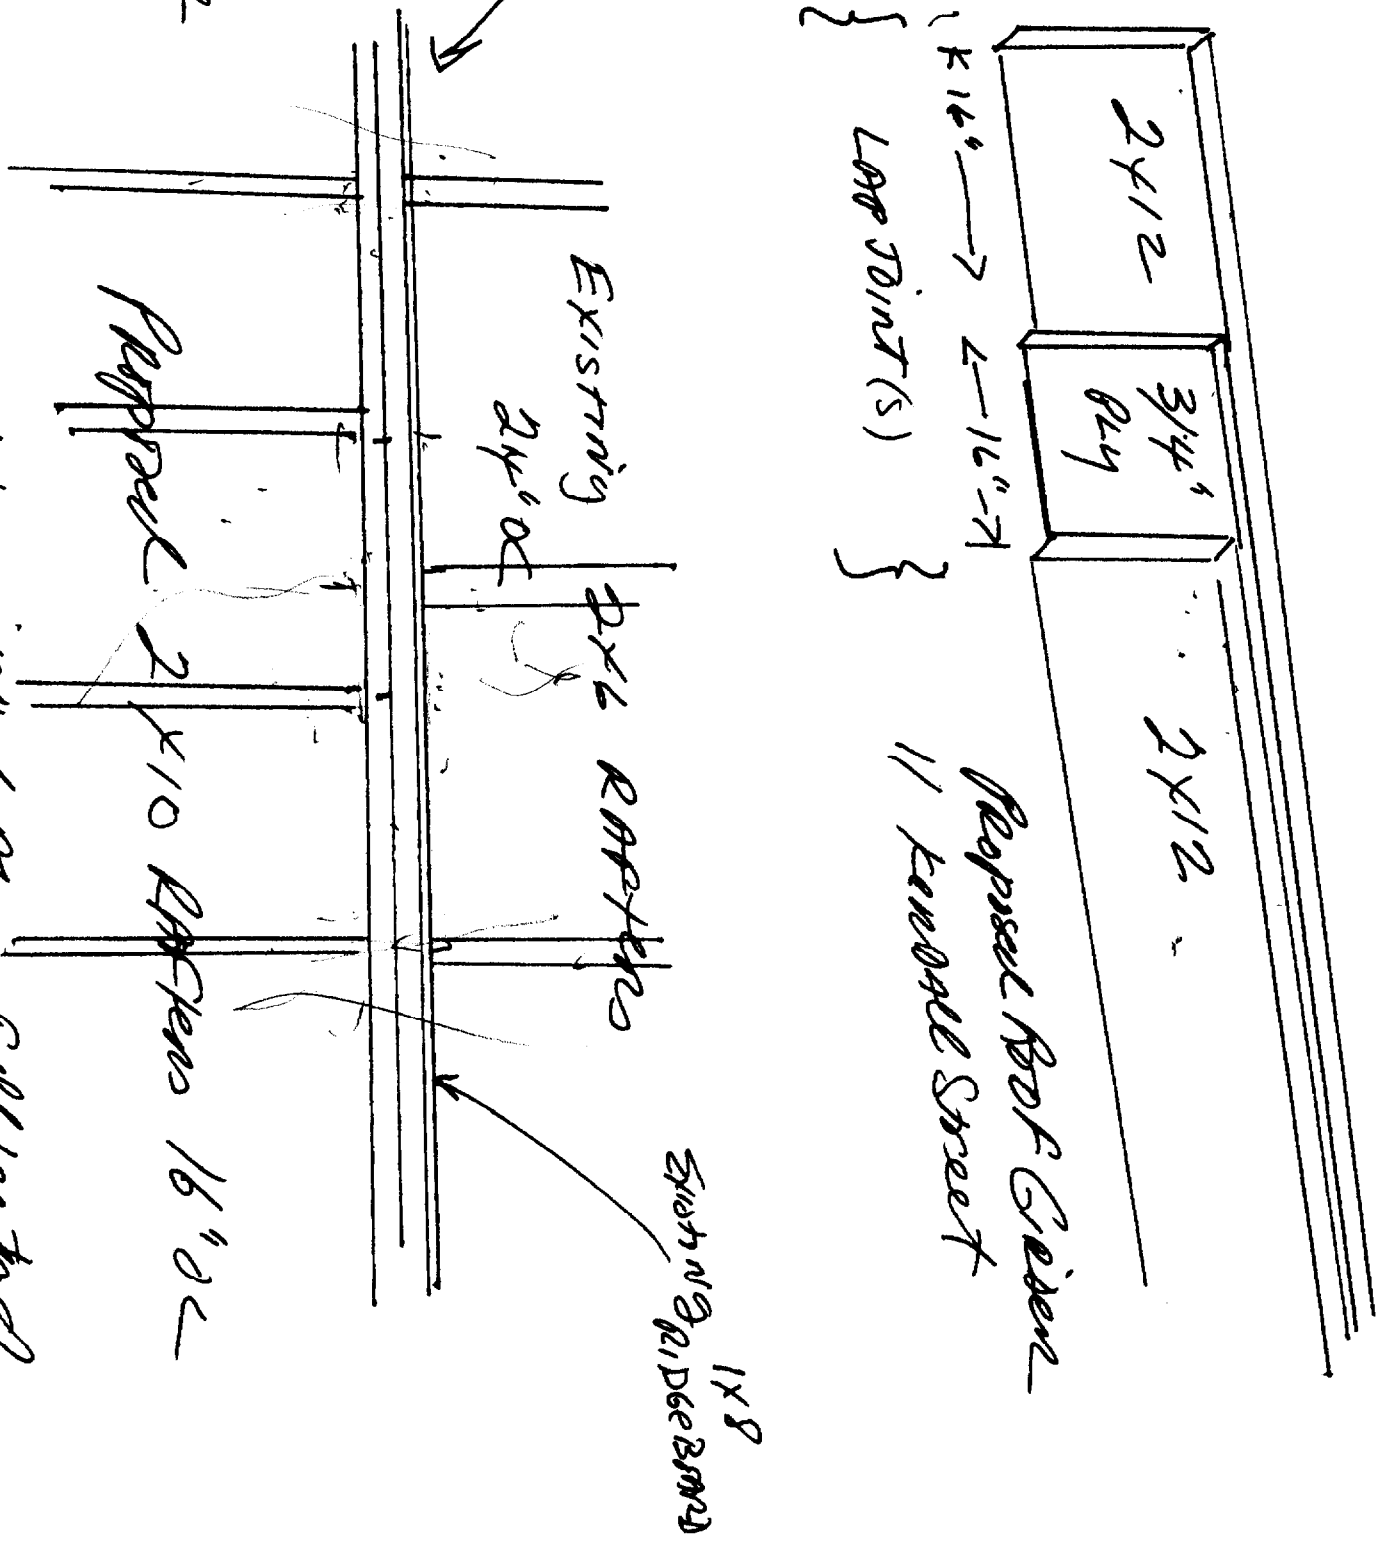 2x12
3/4"
Ply
2x12
16"
16"
Lap Joint(s)
Proposed Roof Girder
11 Kendall Street
1x8
Existing Ridge Board
Existing 2x6 Rafters
24" OC
Proposed 2x10 Rafters 16" OC